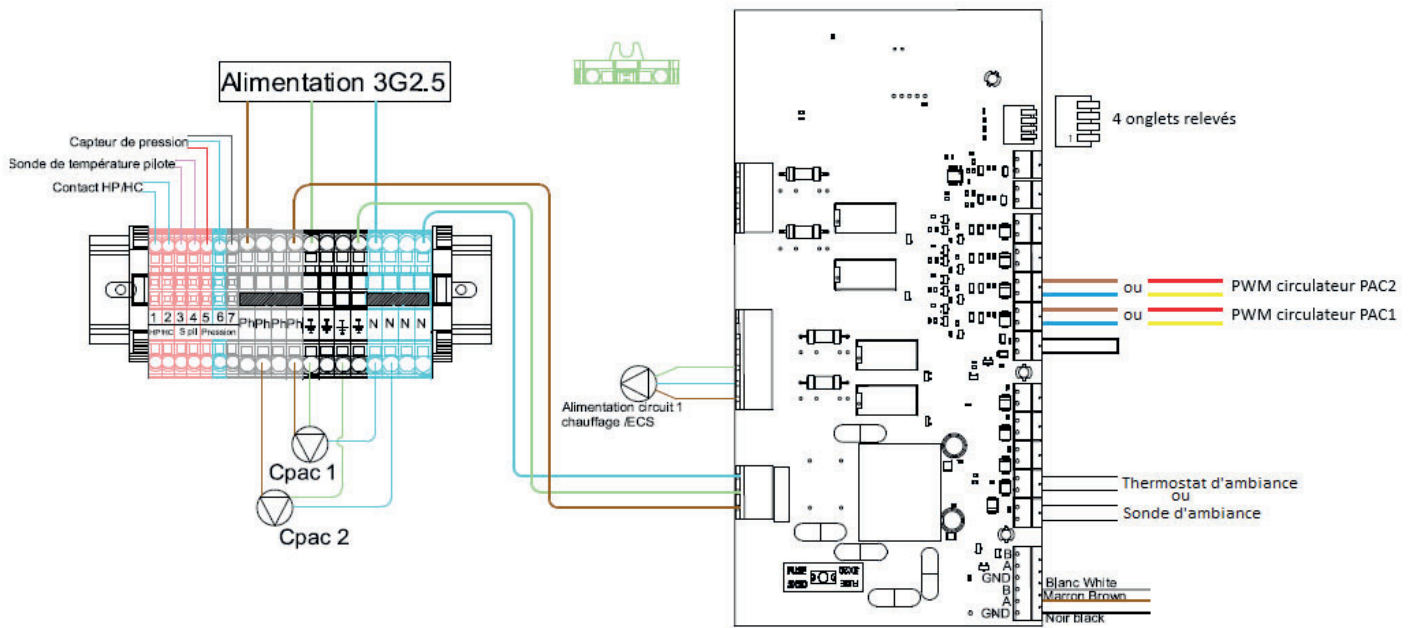 Alimentation 3G2.5
Capteur de pression
Sonde de température pilote
Contact HP/HC
1 2 3 4 5 6 7
HP/HC S pil Pression
Ph Ph Ph Ph
N N N N
Cpac 1
Cpac 2
Alimentation circuit 1
chauffage /ECS
1
4 onglets relevés
ou
PWM circulateur PAC2
ou
PWM circulateur PAC1
Thermostat d'ambiance
ou
Sonde d'ambiance
B
A
GND
B
Blanc White
A
Marron Brown
GND
Noir black
FUSE